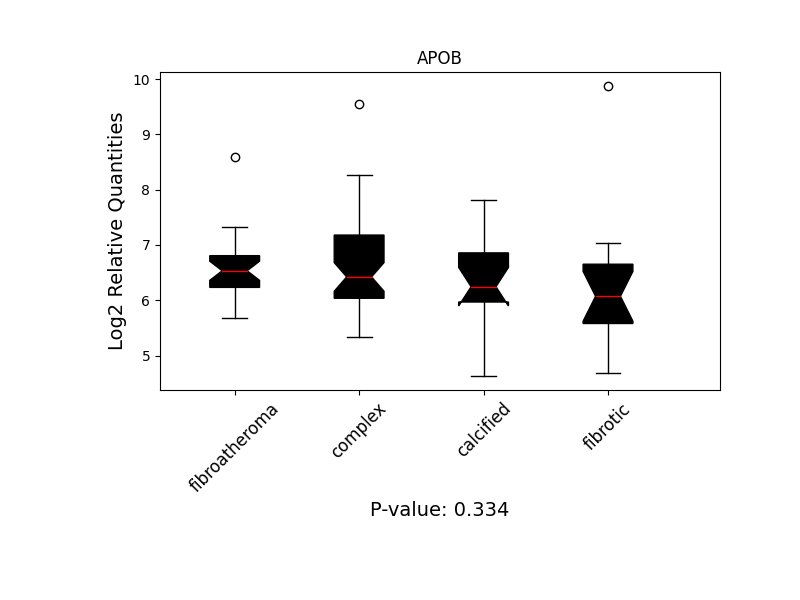 APOB
Log2 Relative Quantities
10
9
8
7
6
5
fibroatheroma
complex
calcified
fibrotic
P-value: 0.334